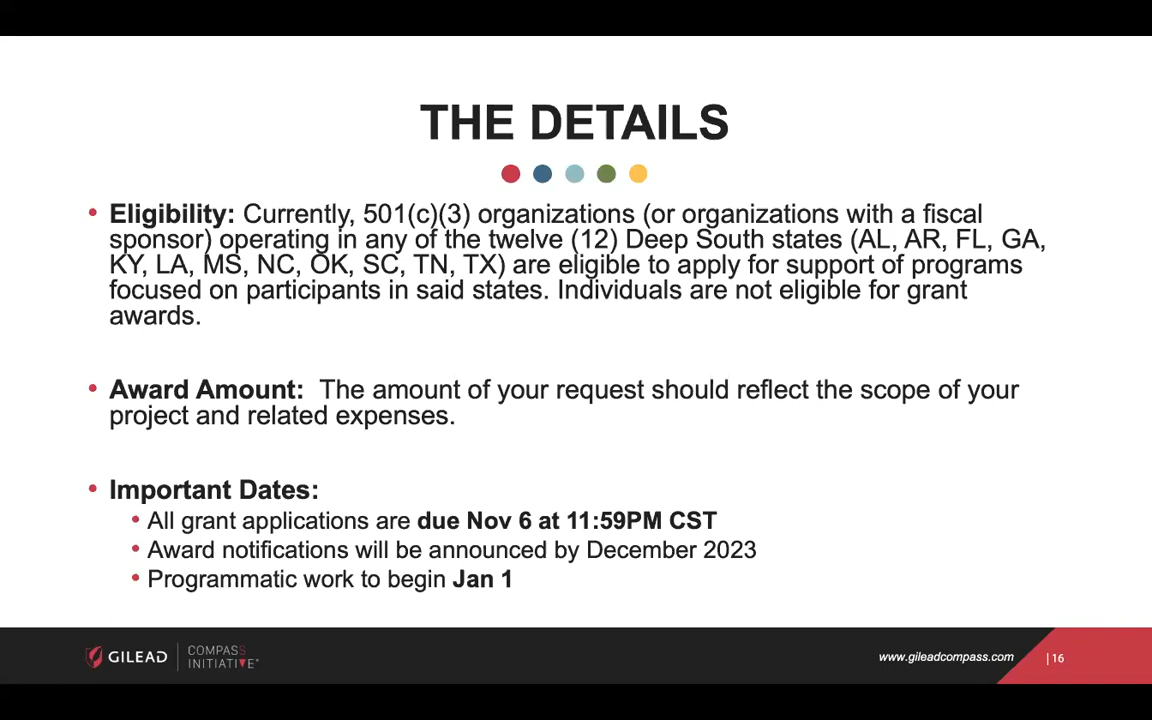 THE DETAILS
• Eligibility: Currently, 501(c)(3) organizations (or organizations with a fiscal
sponsor) operating in any of the twelve (12) Deep South states (AL, AR, FL, GA,
KY, LA, MS, NC, OK, SC, TN, TX) are eligible to apply for support of programs
focused on participants in said states. Individuals are not eligible for grant
awards.
• Award Amount:  The amount of your request should reflect the scope of your
project and related expenses.
• Important Dates:
• All grant applications are due Nov 6 at 11:59PM CST
• Award notifications will be announced by December 2023
• Programmatic work to begin Jan 1
GILEAD
COMPASS
INITIATIVE
www.gileadcompass.com
| 16